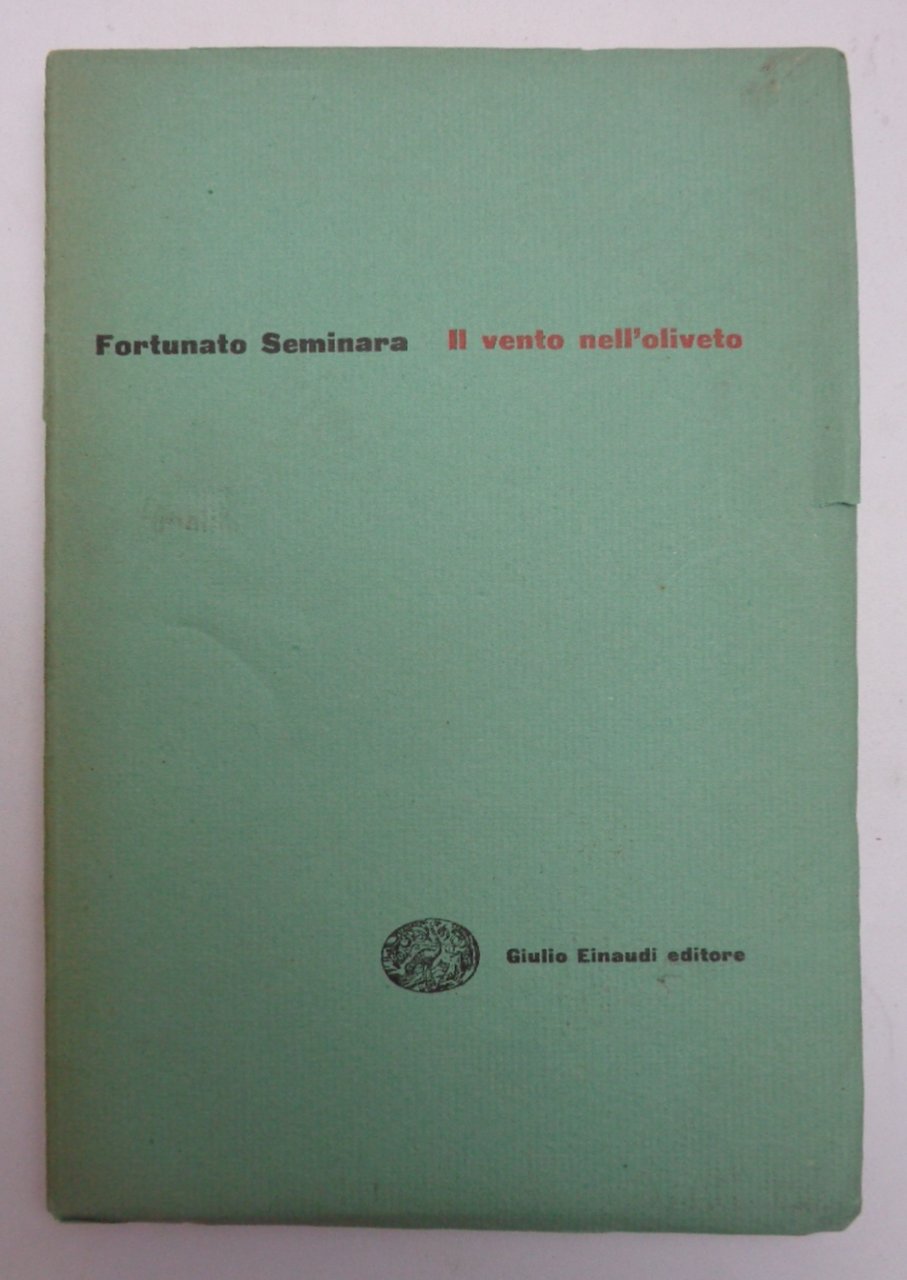 Fortunato Seminara Il vento nell'oliveto
Giulio Einaudi editore